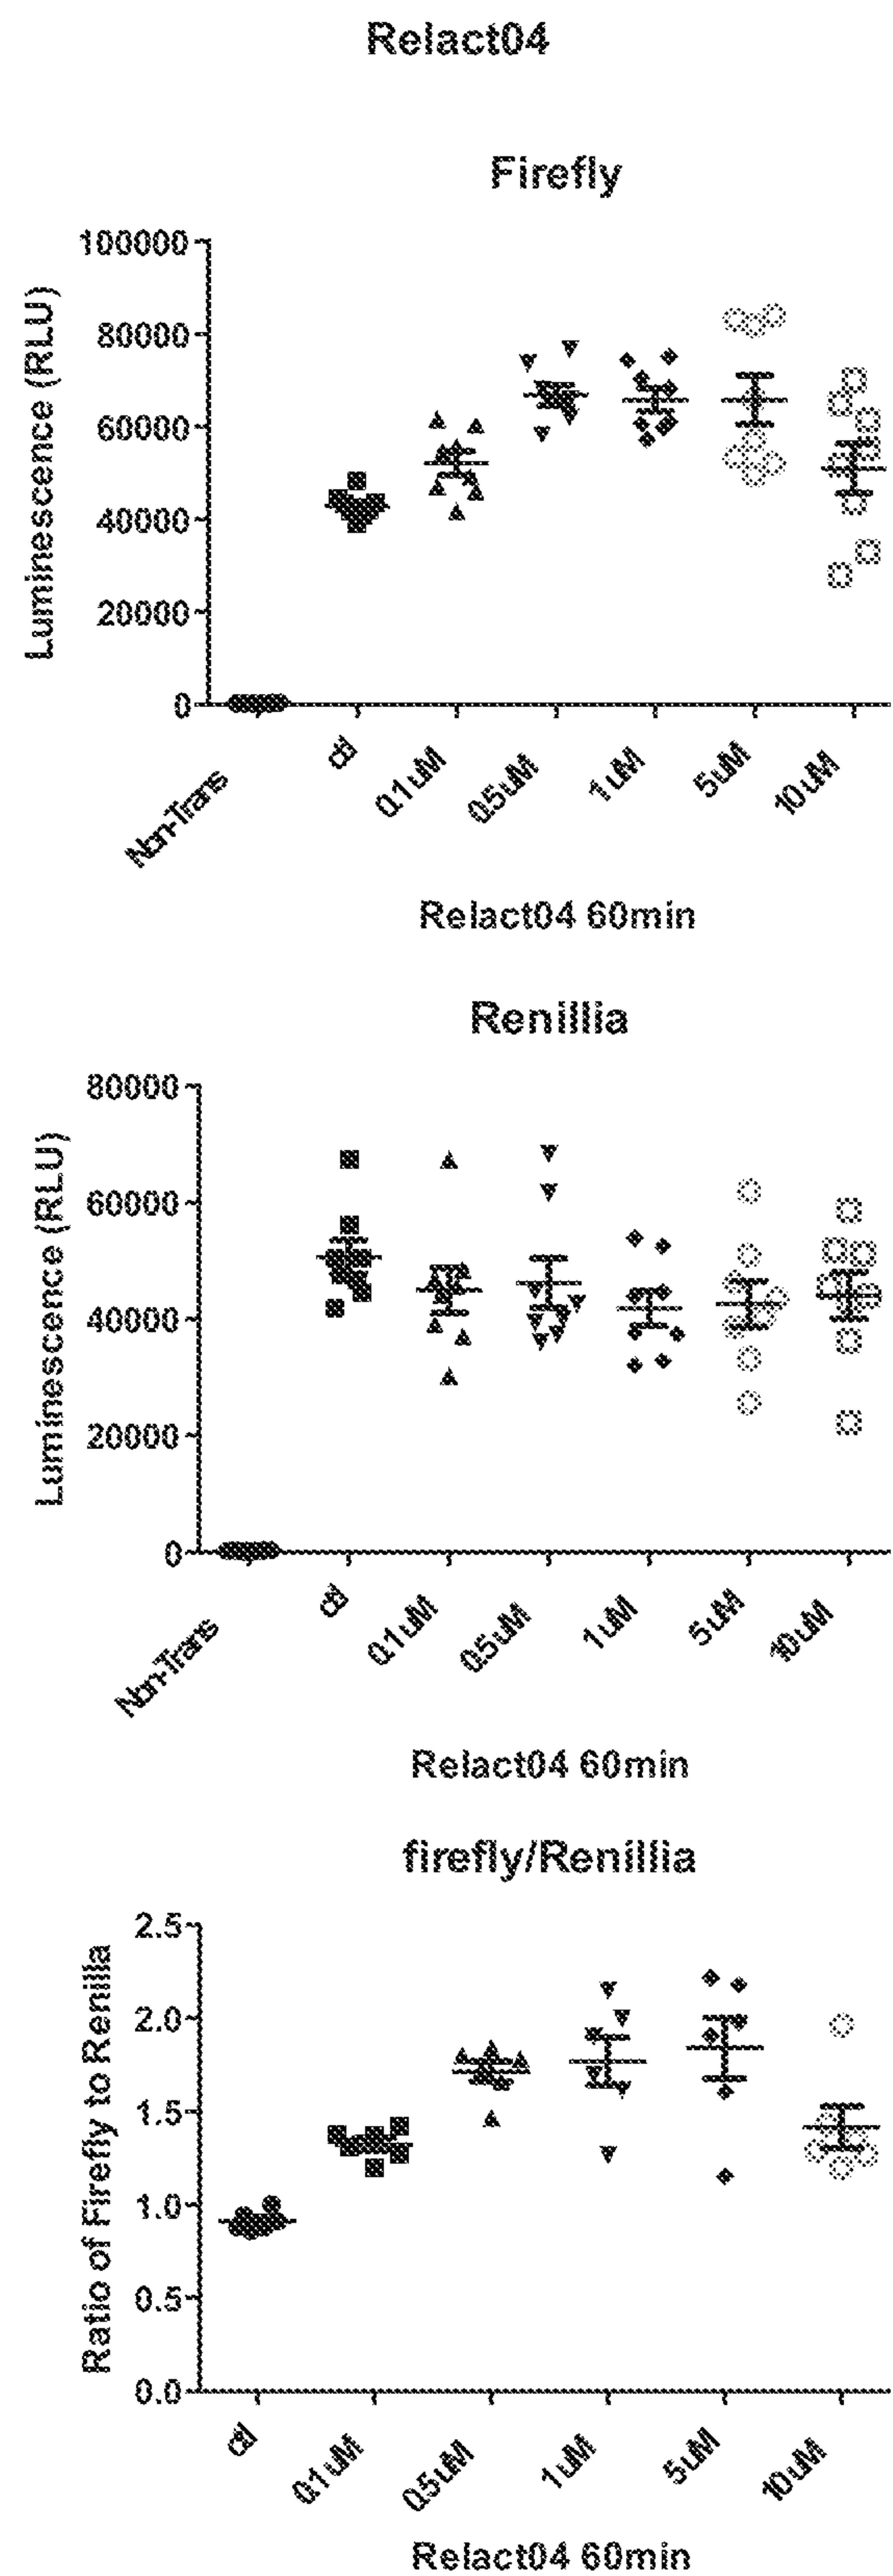 Relact04
Firefly
Luminescence (RLU)
100000
80000
60000
40000
20000
0
Non-Trans
ctl
0.1uM
0.5uM
1uM
5uM
10uM
Relact04 60min
Renillia
Luminescence (RLU)
80000
60000
40000
20000
0
Non-Trans
ctl
0.1uM
0.5uM
1uM
5uM
10uM
Relact04 60min
firefly/Renillia
Ratio of Firefly to Renilla
2.5
2.0
1.5
1.0
0.5
0.0
ctl
0.1uM
0.5uM
1uM
5uM
10uM
Relact04 60min